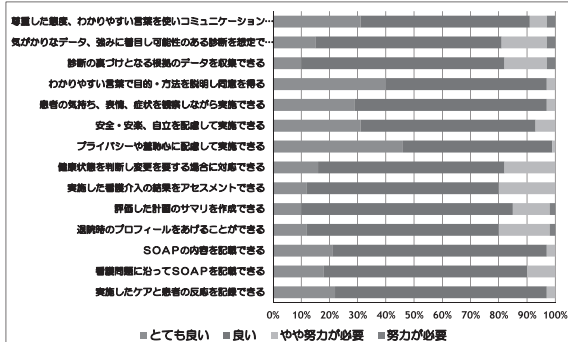 尊重した態度、わかりやすい言葉を使いコミュニケーション…
気がかりなデータ、強みに着目し可能性のある診断を想定で…
診断の裏づけとなる根拠のデータを収集できる
わかりやすい言葉で目的・方法を説明し同意を得る
患者の気持ち、表情、症状を観察しながら実施できる
安全・安楽、自立を配慮して実施できる
プライバシーや羞恥心に配慮して実施できる
健康状態を判断し変更を要する場合に対応できる
実施した看護介入の結果をアセスメントできる
評価した計画のサマリを作成できる
退院時のプロフィールをあげることができる
SOAPの内容を記載できる
看護問題に沿ってSOAPを記載できる
実施したケアと患者の反応を記録できる
0% 10% 20% 30% 40% 50% 60% 70% 80% 90% 100%
とても良い 良い やや努力が必要 努力が必要